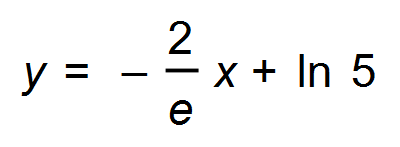 y = – 2/e x + ln 5